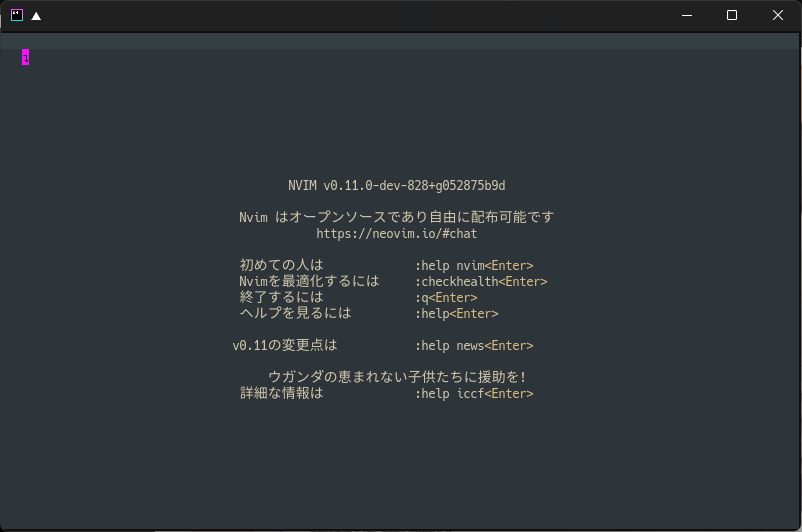 1
NVIM v0.11.0-dev-828+g052875b9d
Nvim はオープンソースであり自由に配布可能です
https://neovim.io/#chat
初めての人は :help nvim<Enter>
Nvimを最適化するには :checkhealth<Enter>
終了するには :q<Enter>
ヘルプを見るには :help<Enter>
v0.11の変更点は :help news<Enter>
ウガンダの恵まれない子供たちに援助を!
詳細な情報は :help iccf<Enter>